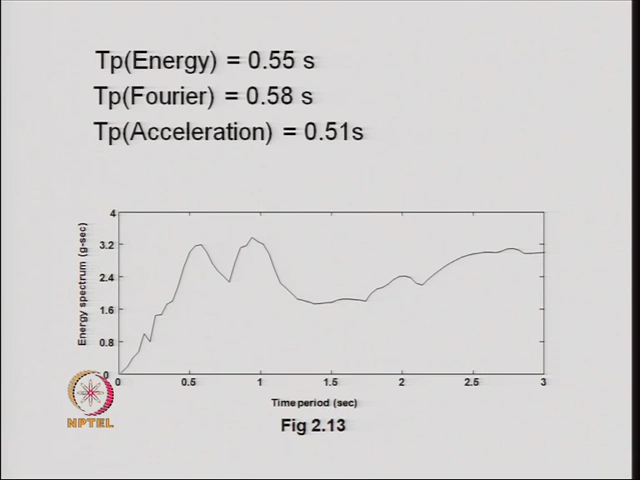 Tp(Energy) = 0.55 s
Tp(Fourier) = 0.58 s
Tp(Acceleration) = 0.51s
Energy spectrum (g-sec)
4
3.2
2.4
1.6
0.8
0
0 0.5 1 1.5 2 2.5 3
Time period (sec)
Fig 2.13
NPTEL